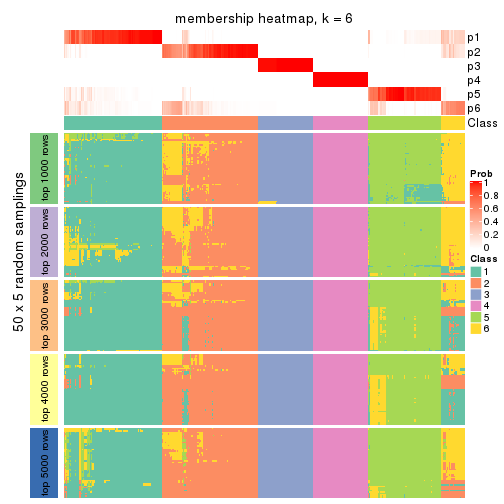 membership heatmap, k = 6
p1
p2
p3
p4
p5
p6
Class
50 x 5 random samplings
top 1000 rows
top 2000 rows
top 3000 rows
top 4000 rows
top 5000 rows
Prob
1
0.8
0.6
0.4
0.2
0
Class
1
2
3
4
5
6